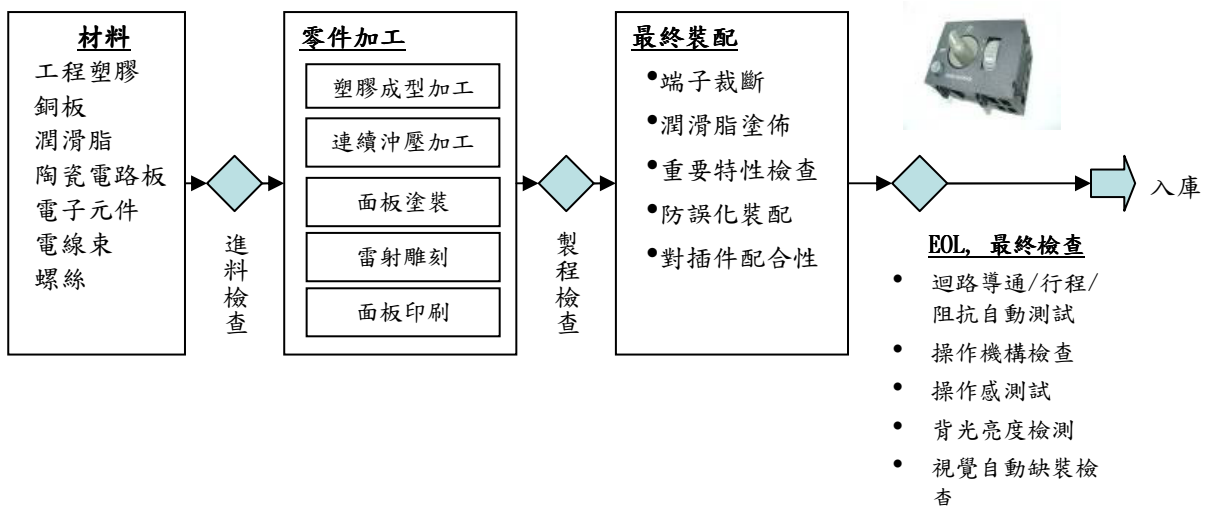 材料
工程塑膠
銅板
潤滑脂
陶瓷電路板
電子元件
電線束
螺絲
進料檢查
零件加工
塑膠成型加工
連續沖壓加工
面板塗裝
雷射雕刻
面板印刷
製程檢查
最終裝配
•端子裁斷
•潤滑脂塗佈
•重要特性檢查
•防誤化裝配
•對插件配合性
入庫
EOL, 最終檢查
• 迴路導通/行程/
阻抗自動測試
• 操作機構檢查
• 操作感測試
• 背光亮度檢測
• 視覺自動缺裝檢
查